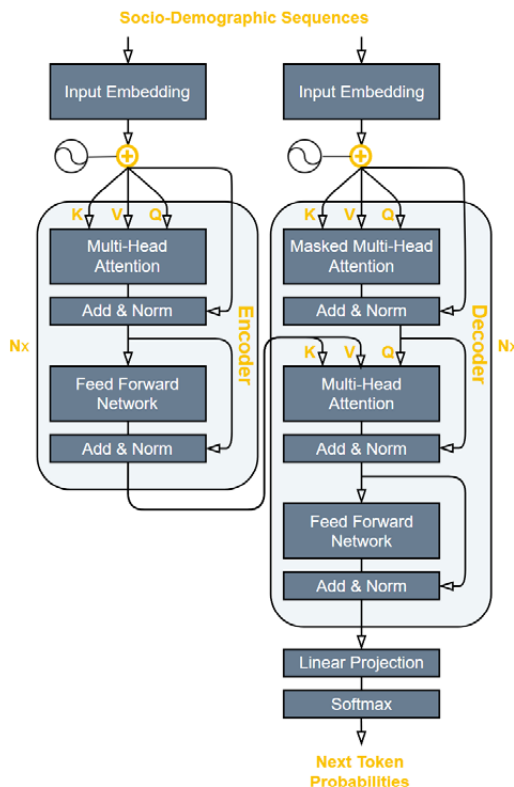 Socio-Demographic Sequences
Input Embedding
Input Embedding
K V Q
K V Q
Multi-Head
Attention
Masked Multi-Head
Attention
Add & Norm
Add & Norm
Encoder
Decoder
Nx
Nx
K V Q
Feed Forward
Network
Multi-Head
Attention
Add & Norm
Add & Norm
Feed Forward
Network
Add & Norm
Linear Projection
Softmax
Next Token
Probabilities